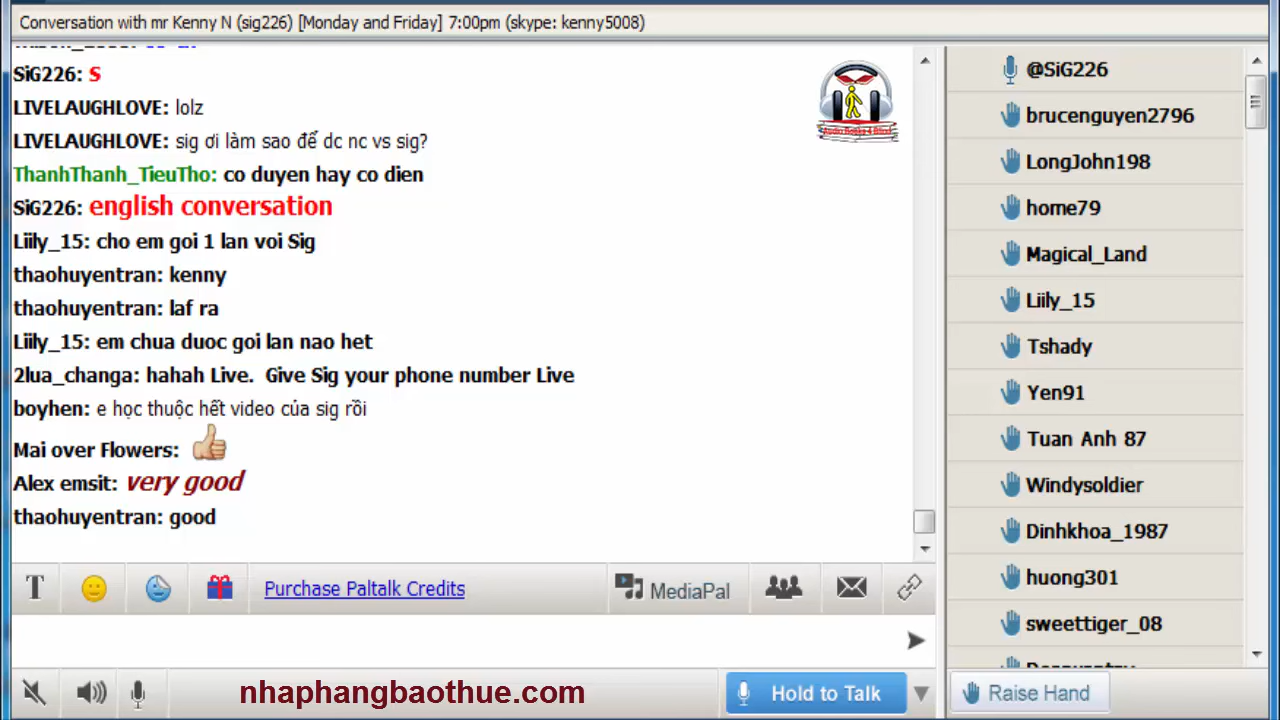 Conversation with mr Kenny N (sig226) [Monday and Friday] 7:00pm (skype: kenny5008)
SiG226: S
LIVELAUGHLOVE: lolz
LIVELAUGHLOVE: sig ơi làm sao để dc nc vs sig?
ThanhThanh_TieuTho: co duyen hay co dien
SiG226: english conversation
Liily_15: cho em goi 1 lan voi Sig
thaohuyentran: kenny
thaohuyentran: laf ra
Liily_15: em chua duoc goi lan nao het
2lua_changa: hahah Live.  Give Sig your phone number Live
boyhen: e học thuộc hết video của sig rồi
Mai over Flowers:
Alex emsit: very good
thaohuyentran: good
T
Purchase Paltalk Credits
MediaPal
nhaphangbaothue.com
Hold to Talk
@SiG226
brucenguyen2796
LongJohn198
home79
Magical_Land
Liily_15
Tshady
Yen91
Tuan Anh 87
Windysoldier
Dinhkhoa_1987
huong301
sweettiger_08
Raise Hand